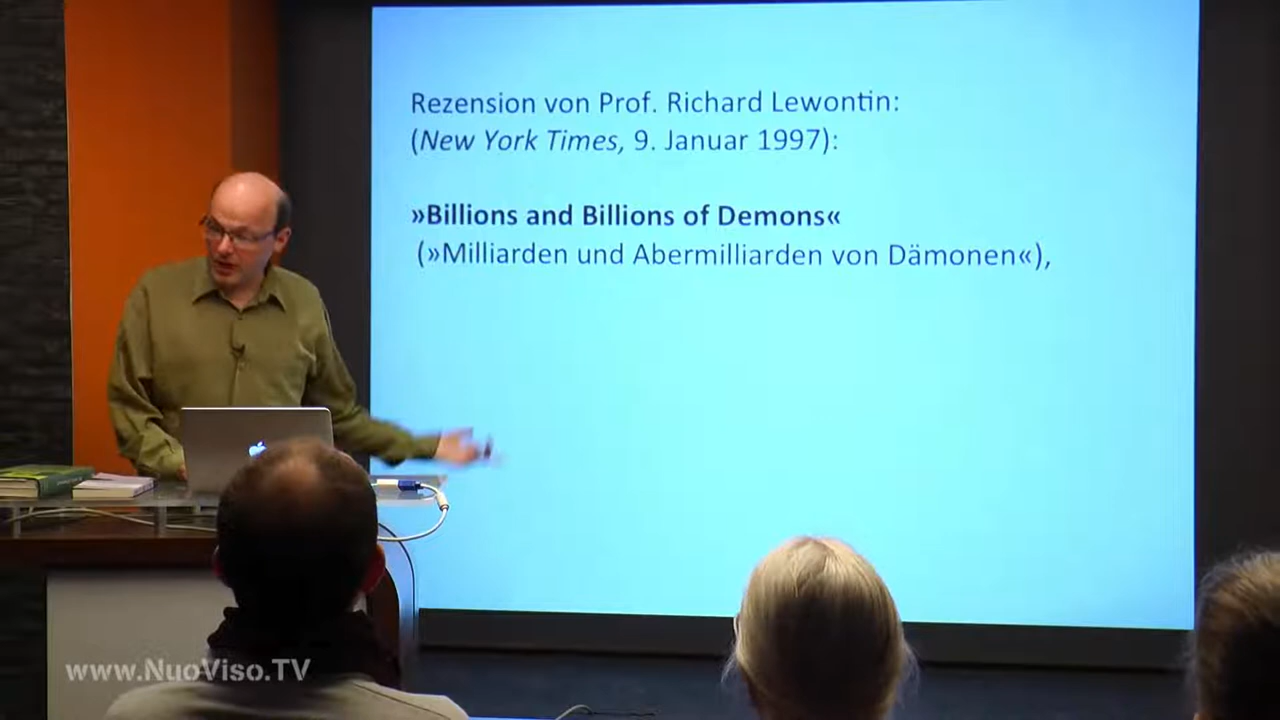 Rezension von Prof. Richard Lewontin:
(New York Times, 9. Januar 1997):
»Billions and Billions of Demons«
(»Milliarden und Abermilliarden von Dämonen«),
www.NuoViso.TV